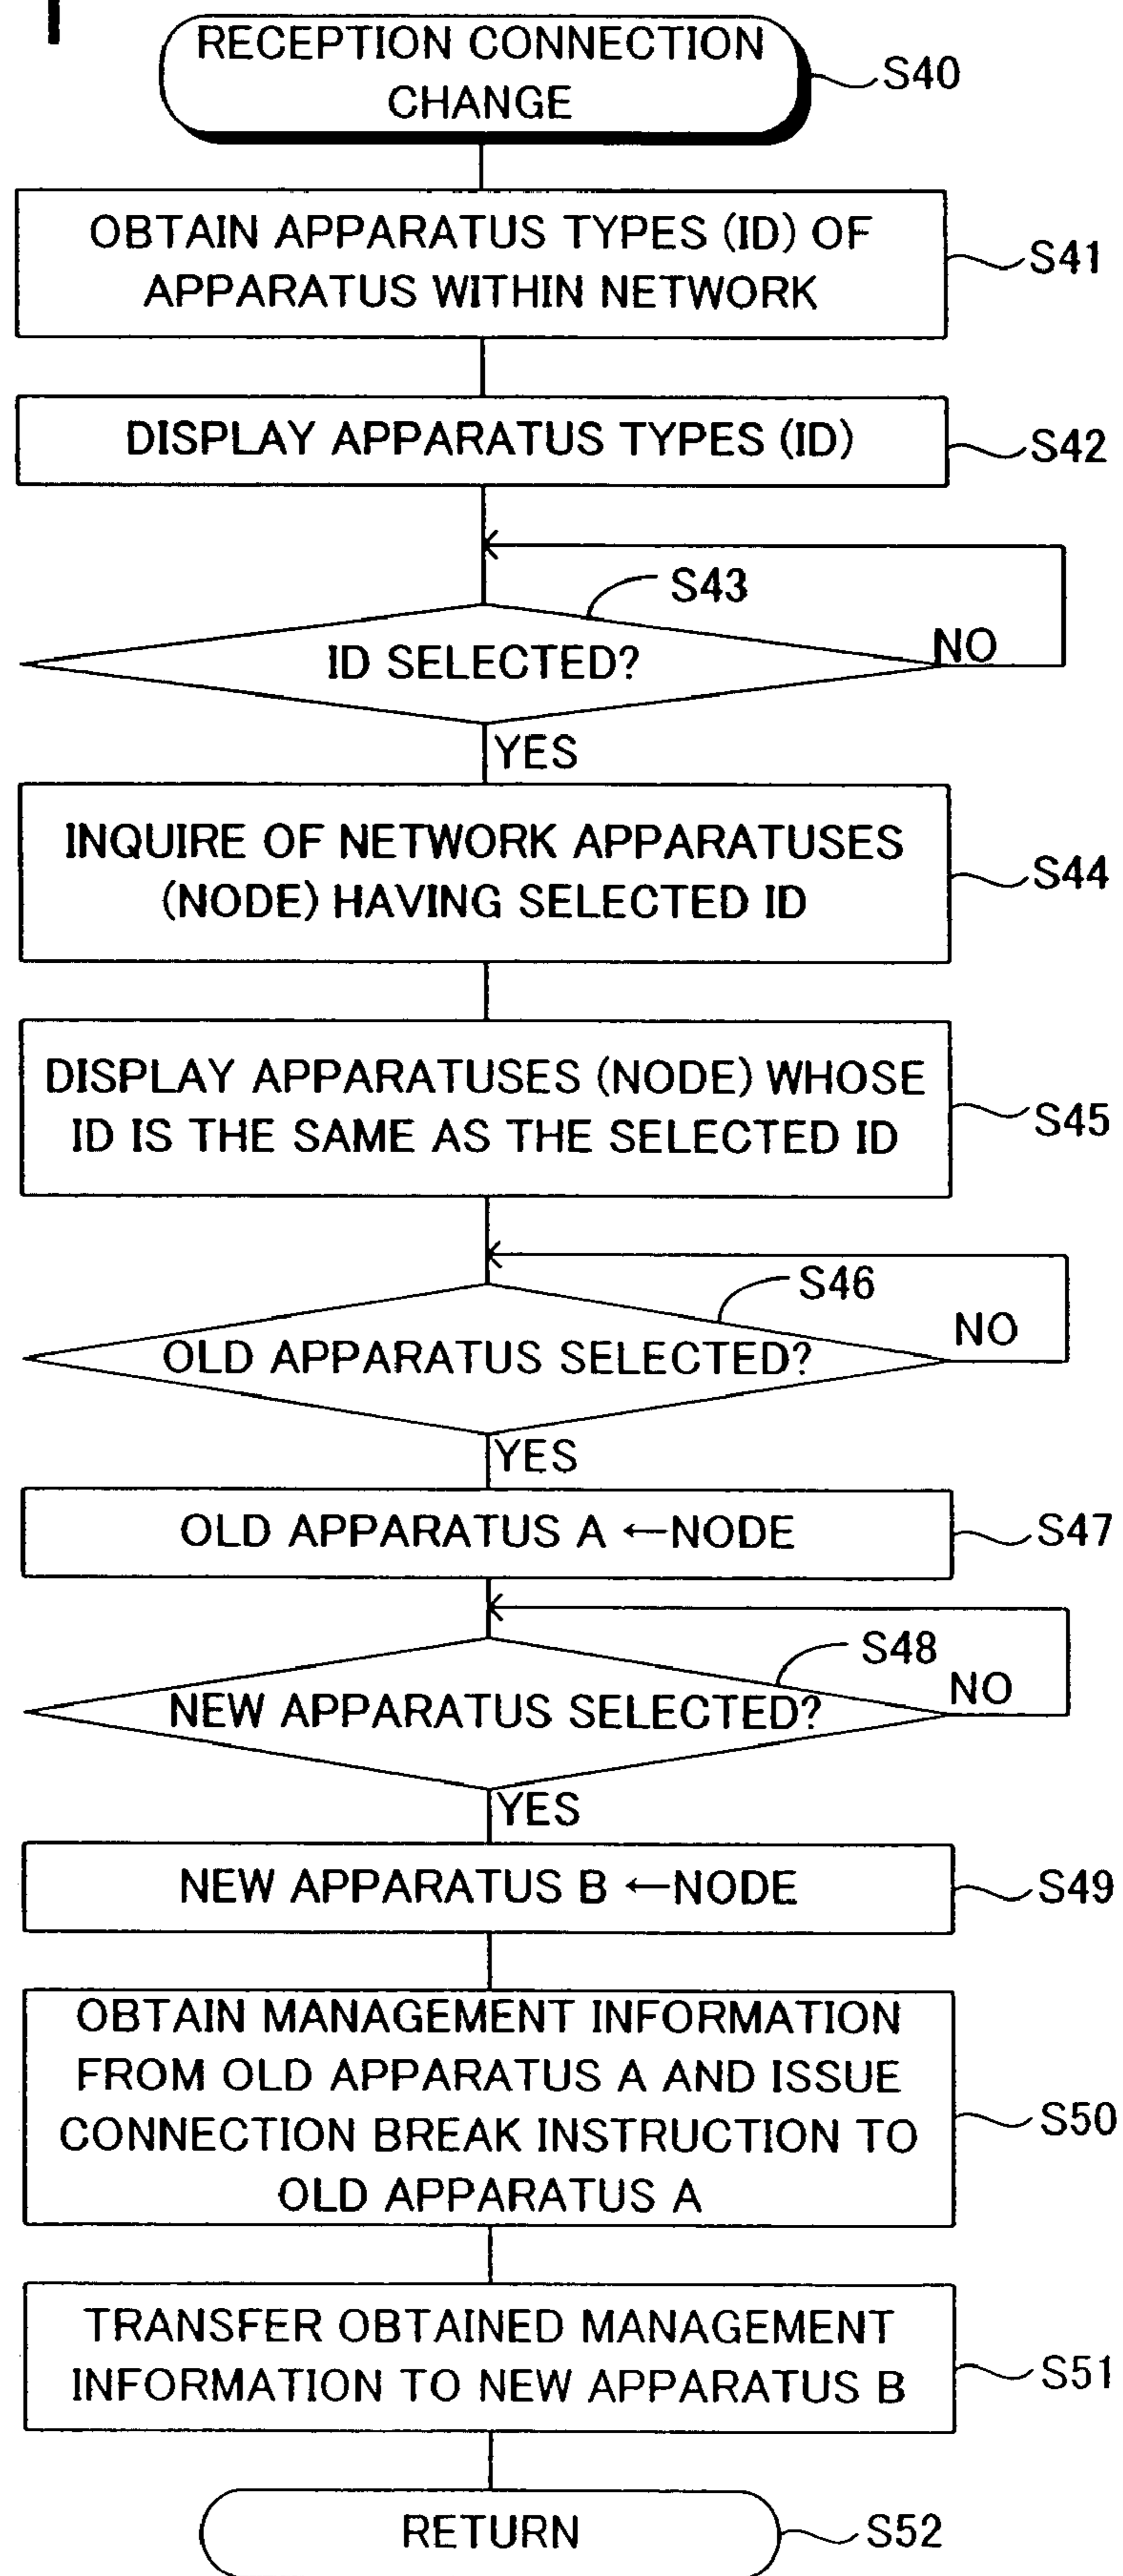 RECEPTION CONNECTION
CHANGE
S40
OBTAIN APPARATUS TYPES (ID) OF
APPARATUS WITHIN NETWORK
S41
DISPLAY APPARATUS TYPES (ID)
S42
S43
ID SELECTED?
NO
YES
INQUIRE OF NETWORK APPARATUSES
(NODE) HAVING SELECTED ID
S44
DISPLAY APPARATUSES (NODE) WHOSE
ID IS THE SAME AS THE SELECTED ID
S45
S46
OLD APPARATUS SELECTED?
NO
YES
OLD APPARATUS A ←NODE
S47
S48
NEW APPARATUS SELECTED?
NO
YES
NEW APPARATUS B ←NODE
S49
OBTAIN MANAGEMENT INFORMATION
FROM OLD APPARATUS A AND ISSUE
CONNECTION BREAK INSTRUCTION TO
OLD APPARATUS A
S50
TRANSFER OBTAINED MANAGEMENT
INFORMATION TO NEW APPARATUS B
S51
RETURN
S52